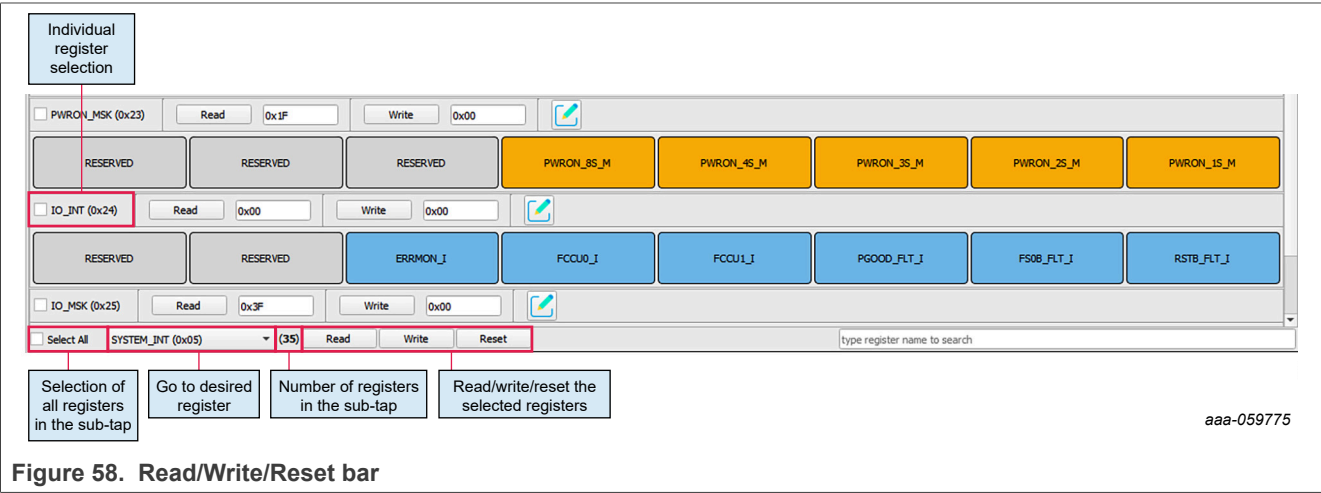 Individual
register
selection
PWRON_MSK (0x23) Read 0x1F Write 0x00
RESERVED RESERVED RESERVED PWRON_8S_M PWRON_4S_M PWRON_3S_M PWRON_2S_M PWRON_1S_M
IO_INT (0x24) Read 0x00 Write 0x00
RESERVED RESERVED ERRMON_I FCCU0_I FCCU1_I PGOOD_FLT_I FS0B_FLT_I RSTB_FLT_I
IO_MSK (0x25) Read 0x3F Write 0x00
Select All SYSTEM_INT (0x05) (35) Read Write Reset type register name to search
Selection of
all registers
in the sub-tap
Go to desired
register
Number of registers
in the sub-tap
Read/write/reset the
selected registers
aaa-059775
Figure 58. Read/Write/Reset bar